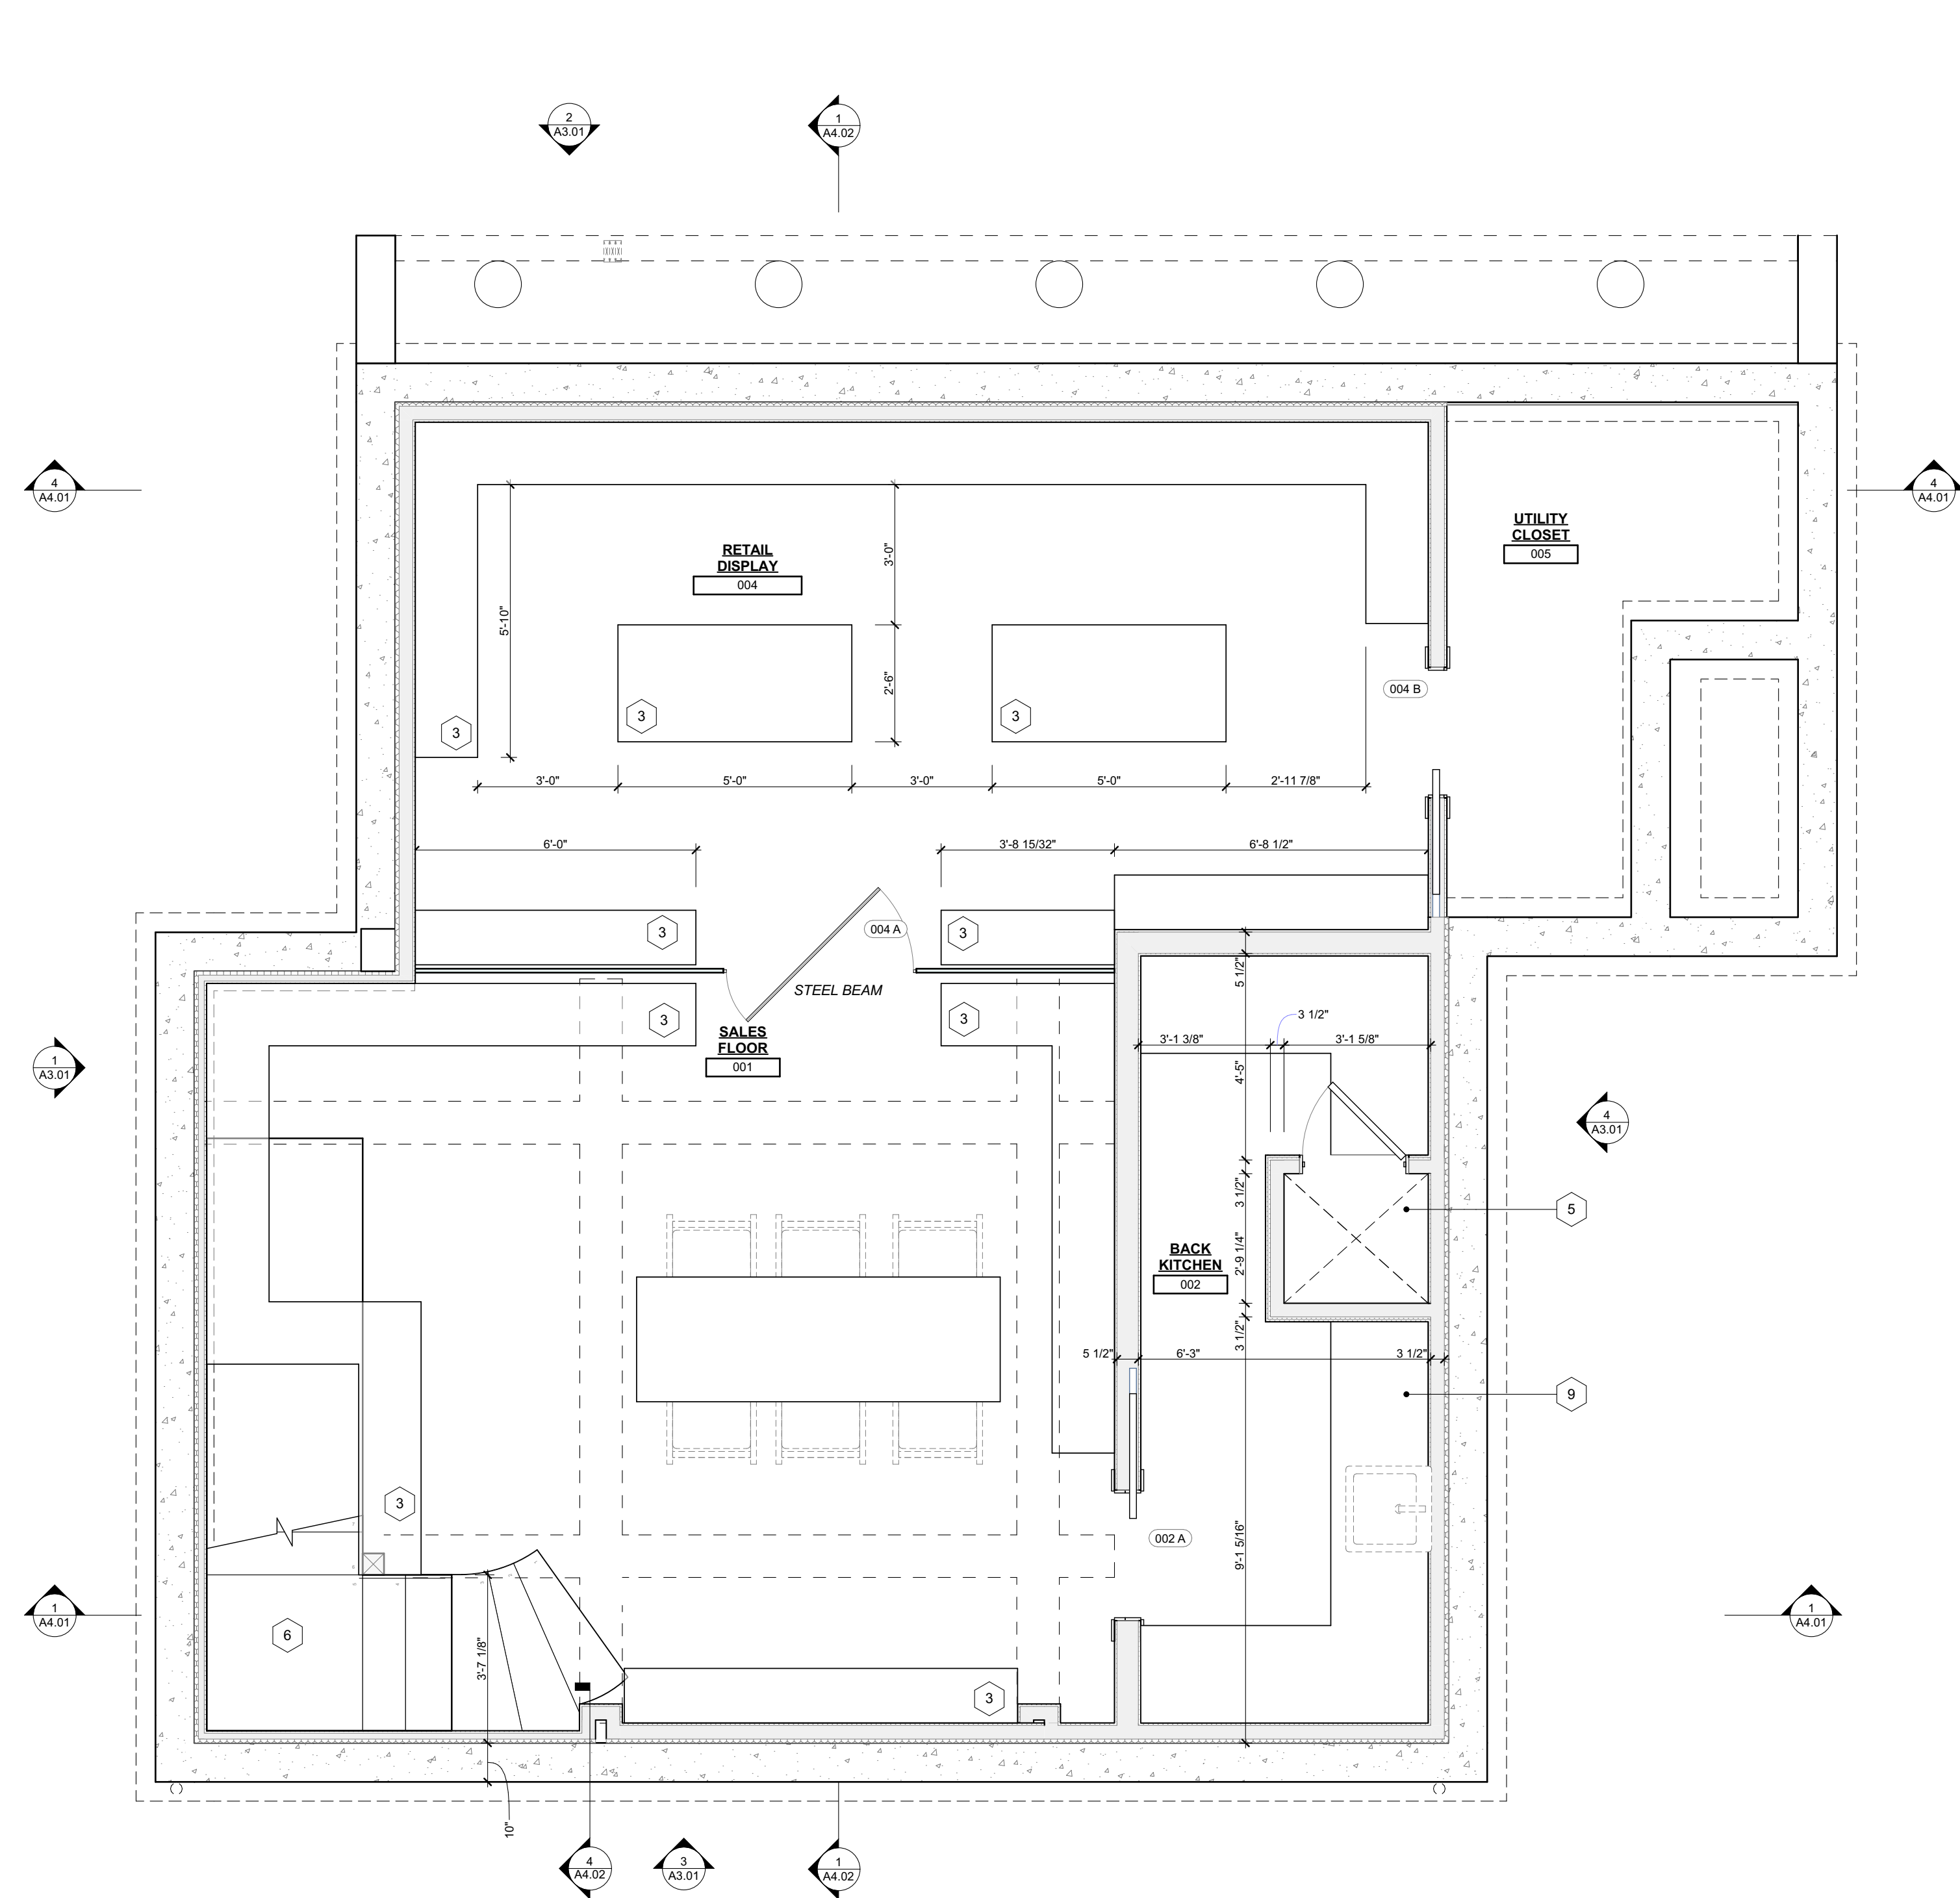 2
A3.01
1
A4.02
4
A4.01
4
A4.01
UTILITY
CLOSET
005
RETAIL
DISPLAY
004
3'-0"
5'-10"
2'-6"
004 B
3
3
3
3'-0"
5'-0"
3'-0"
5'-0"
2'-11 7/8"
6'-0"
3'-8 15/32"
6'-8 1/2"
3
004 A
3
5 1/2"
STEEL BEAM
3
3
3 1/2"
SALES
FLOOR
001
3'-1 3/8"
3'-1 5/8"
1
A3.01
4'-5"
4
A3.01
3 1/2"
5
BACK
KITCHEN
002
2'-9 1/4"
3 1/2"
5 1/2"
6'-3"
3 1/2"
9
3
002 A
9'-1 5/16"
1
A4.01
1
A4.01
6
3'-7 1/8"
3
10"
4
A4.02
3
A3.01
1
A4.02